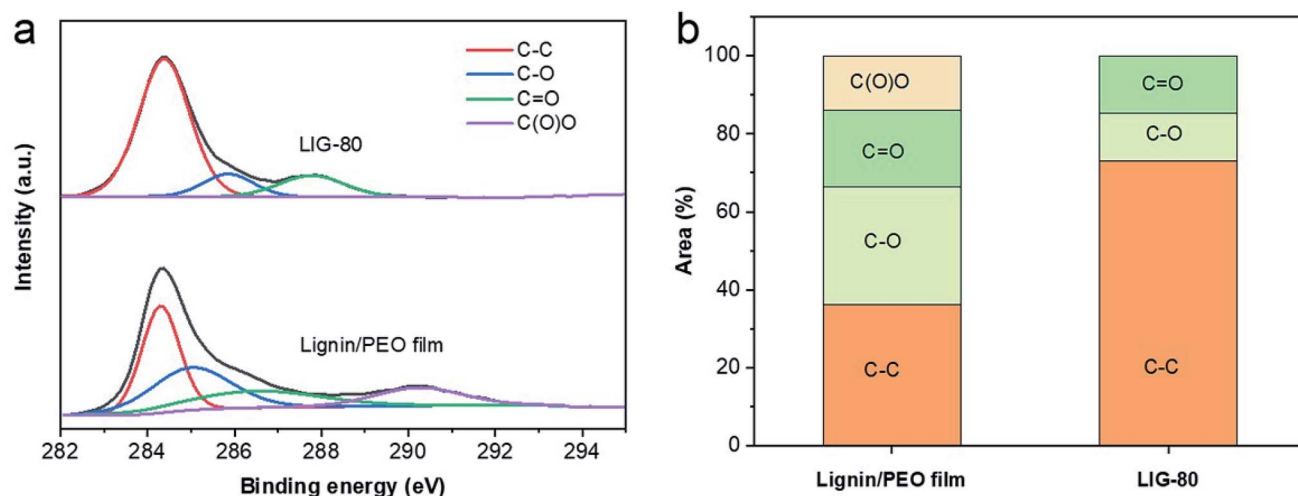 a
C-C
C-O
C=O
C(O)O
LIG-80
Lignin/PEO film
Intensity (a.u.)
282 284 286 288 290 292 294
Binding energy (eV)
b
100
80
60
40
20
0
Area (%)
C(O)O
C=O
C-O
C-C
C=O
C-O
C-C
Lignin/PEO film LIG-80